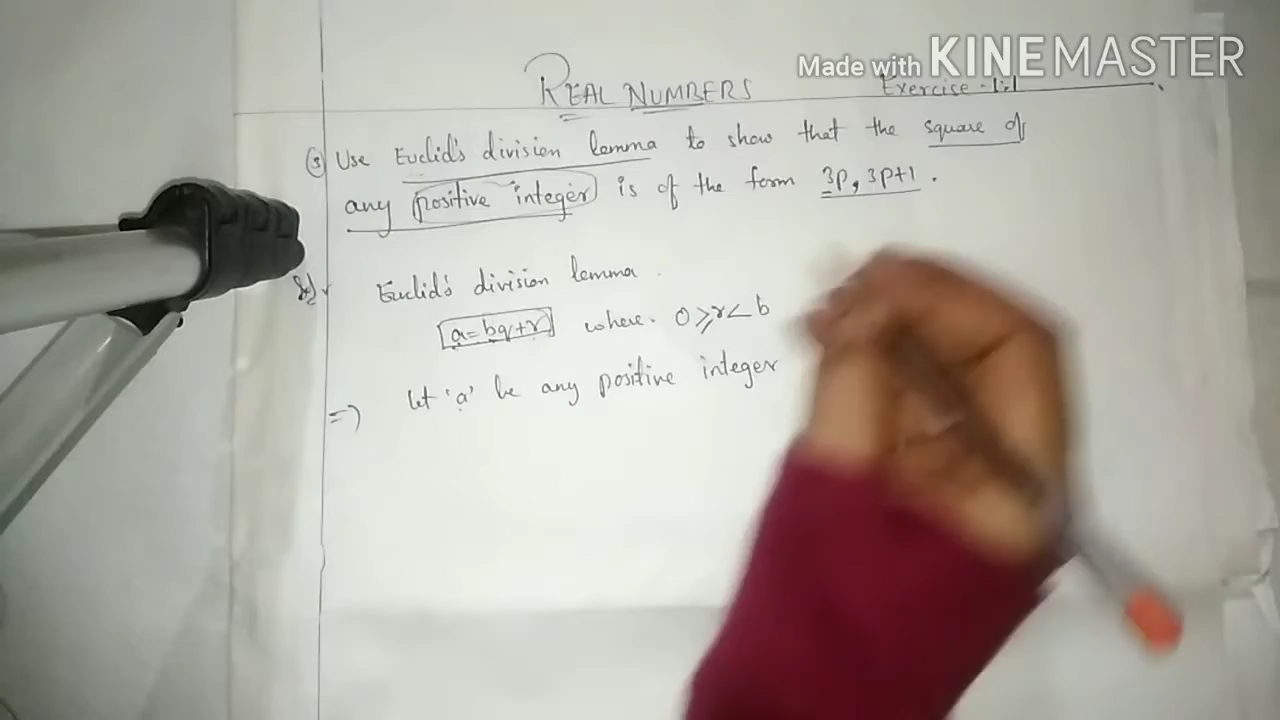 Made with KINEMASTER
REAL NUMBERS Exercise - 1.1
③ Use Euclid's division lemma to show that the square of
any positive integer is of the form 3p, 3p+1 .
Sol Euclid's division lemma .
a=bq+r where. 0⩾r<b
=) let 'a' be any positive integer